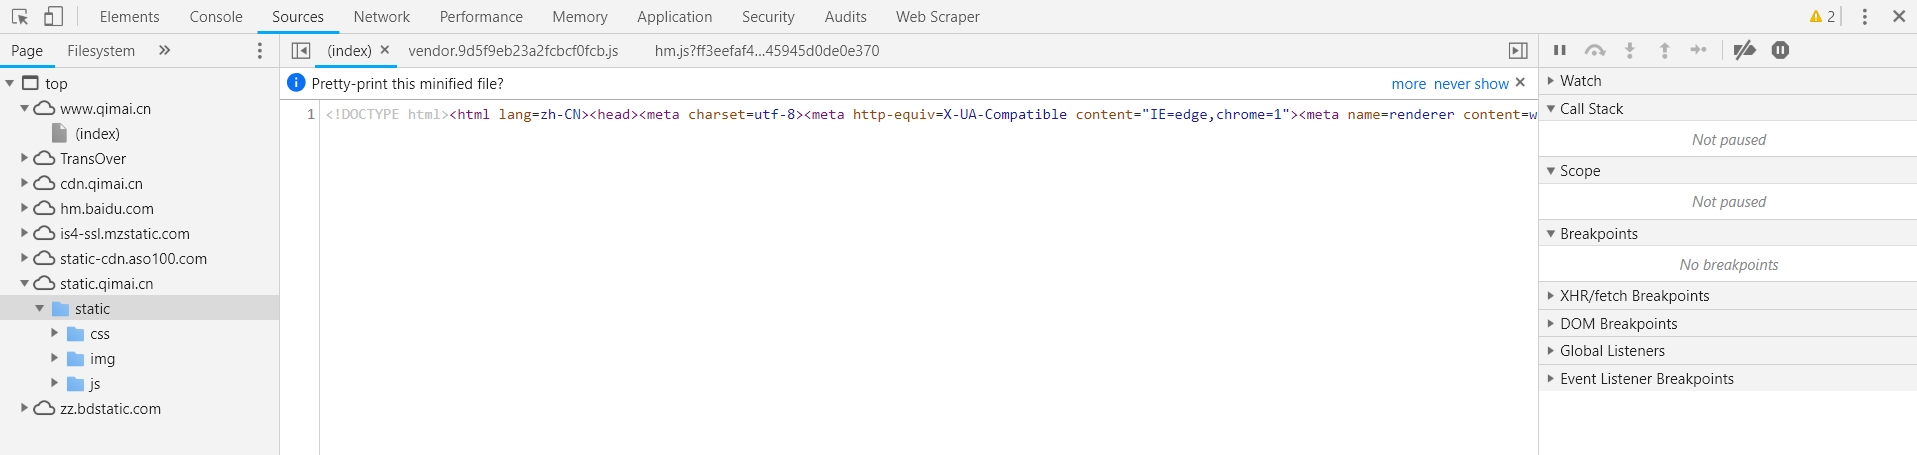 Elements Console Sources Network Performance Memory Application Security Audits Web Scraper 2
Page Filesystem
(index) vendor.9d5f9eb23a2fcbcf0fcb.js hm.js?ff3eefaf4...45945d0de0e370
Pretty-print this minified file? more never show
1 <!DOCTYPE html><html lang=zh-CN><head><meta charset=utf-8><meta http-equiv=X-UA-Compatible content="IE=edge,chrome=1"><meta name=renderer content=w
top
www.qimai.cn
(index)
TransOver
cdn.qimai.cn
hm.baidu.com
is4-ssl.mzstatic.com
static-cdn.aso100.com
static.qimai.cn
static
css
img
js
zz.bdstatic.com
Watch
Call Stack
Not paused
Scope
Not paused
Breakpoints
No breakpoints
XHR/fetch Breakpoints
DOM Breakpoints
Global Listeners
Event Listener Breakpoints